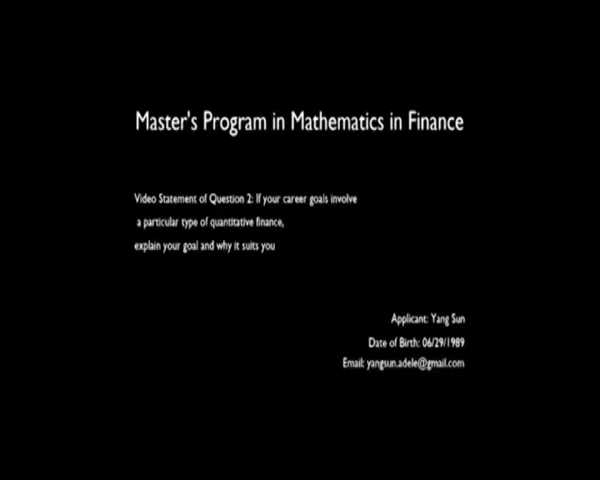 Master's Program in Mathematics in Finance
Video Statement of Question 2: If your career goals involve
a particular type of quantitative finance,
explain your goal and why it suits you
Applicant: Yang Sun
Date of Birth: 06/29/1989
Email: yangsun.adele@gmail.com